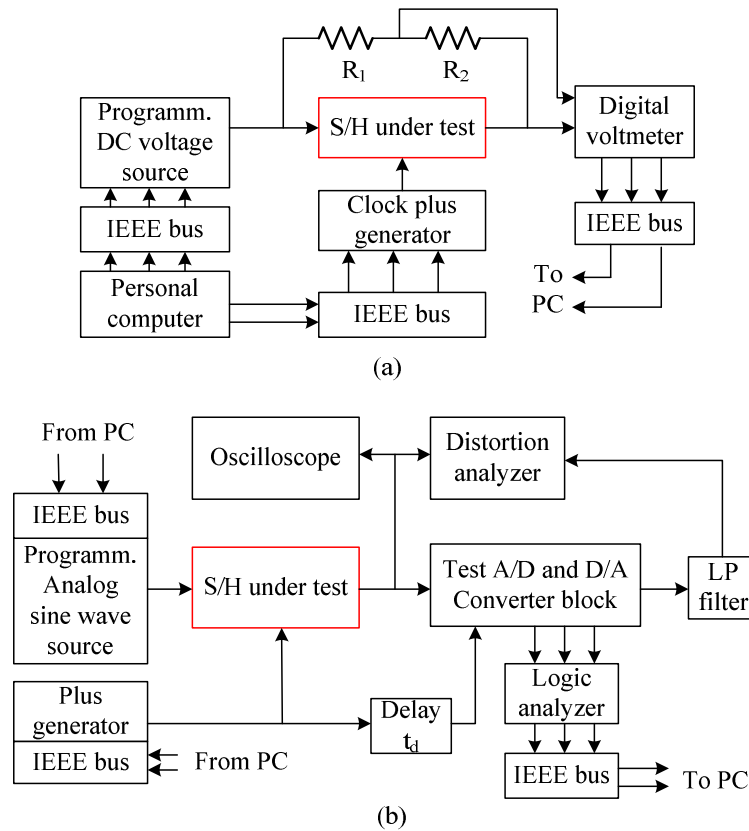 R1 R2
Programm.
DC voltage
source
S/H under test
Digital
voltmeter
IEEE bus
Clock plus
generator
IEEE bus
Personal
computer
IEEE bus
To
PC
(a)
From PC
Oscilloscope
Distortion
analyzer
IEEE bus
Programm.
Analog
sine wave
source
S/H under test
Test A/D and D/A
Converter block
LP
filter
Plus
generator
IEEE bus
From PC
Delay
td
Logic
analyzer
IEEE bus
To PC
(b)